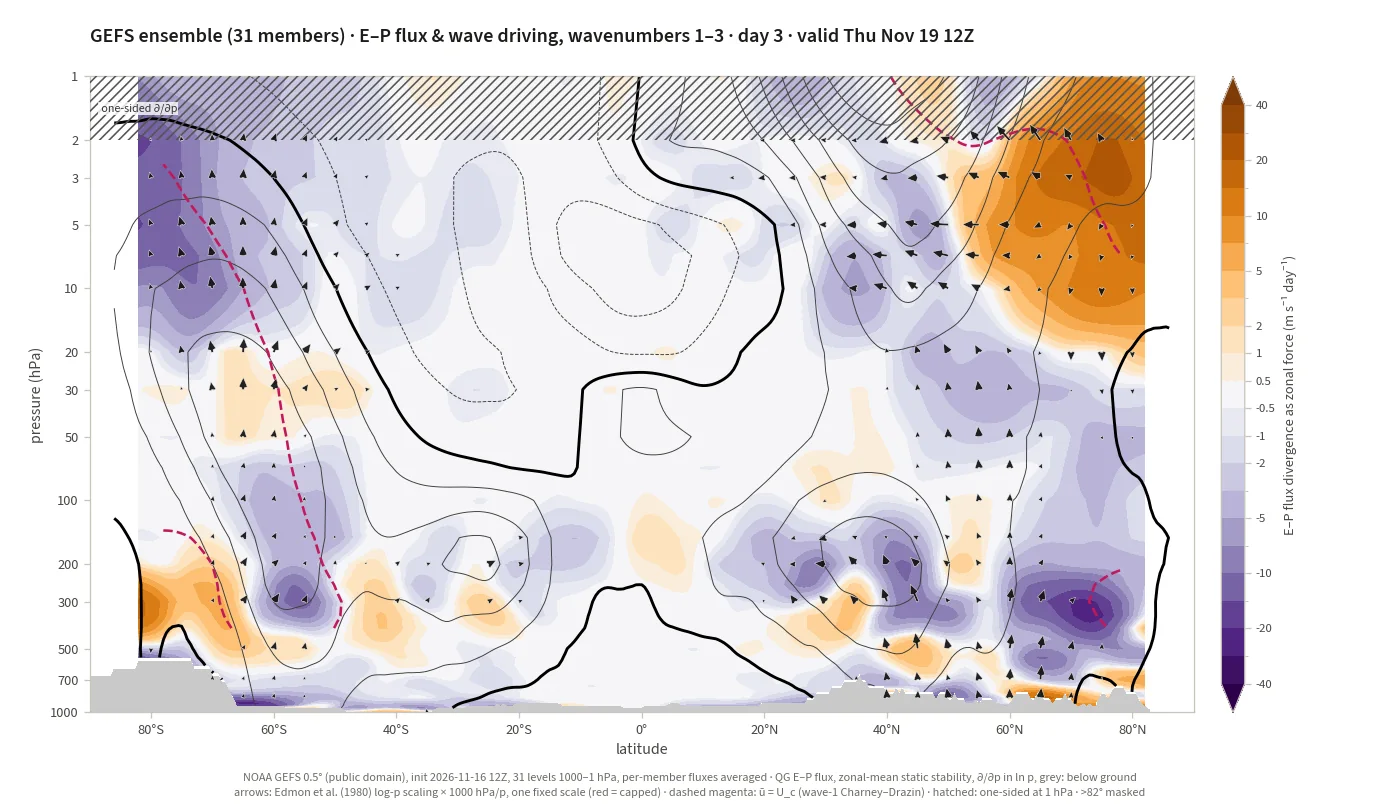 GEFS ensemble (31 members) · E–P flux & wave driving, wavenumbers 1–3 · day 3 · valid Thu Nov 19 12Z
one-sided ∂/∂p
pressure (hPa)
1
2
3
5
10
20
30
50
100
200
300
500
700
1000
80°S
60°S
40°S
20°S
0°
20°N
40°N
60°N
80°N
latitude
40
20
10
5
2
1
0.5
-0.5
-1
-2
-5
-10
-20
-40
E–P flux divergence as zonal force (m s⁻¹ day⁻¹)
NOAA GEFS 0.5° (public domain), init 2026-11-16 12Z, 31 levels 1000–1 hPa, per-member fluxes averaged · QG E–P flux, zonal-mean static stability, ∂/∂p in ln p, grey: below ground
arrows: Edmon et al. (1980) log-p scaling × 1000 hPa/p, one fixed scale (red = capped) · dashed magenta: ū = U_c (wave-1 Charney–Drazin) · hatched: one-sided at 1 hPa · >82° masked